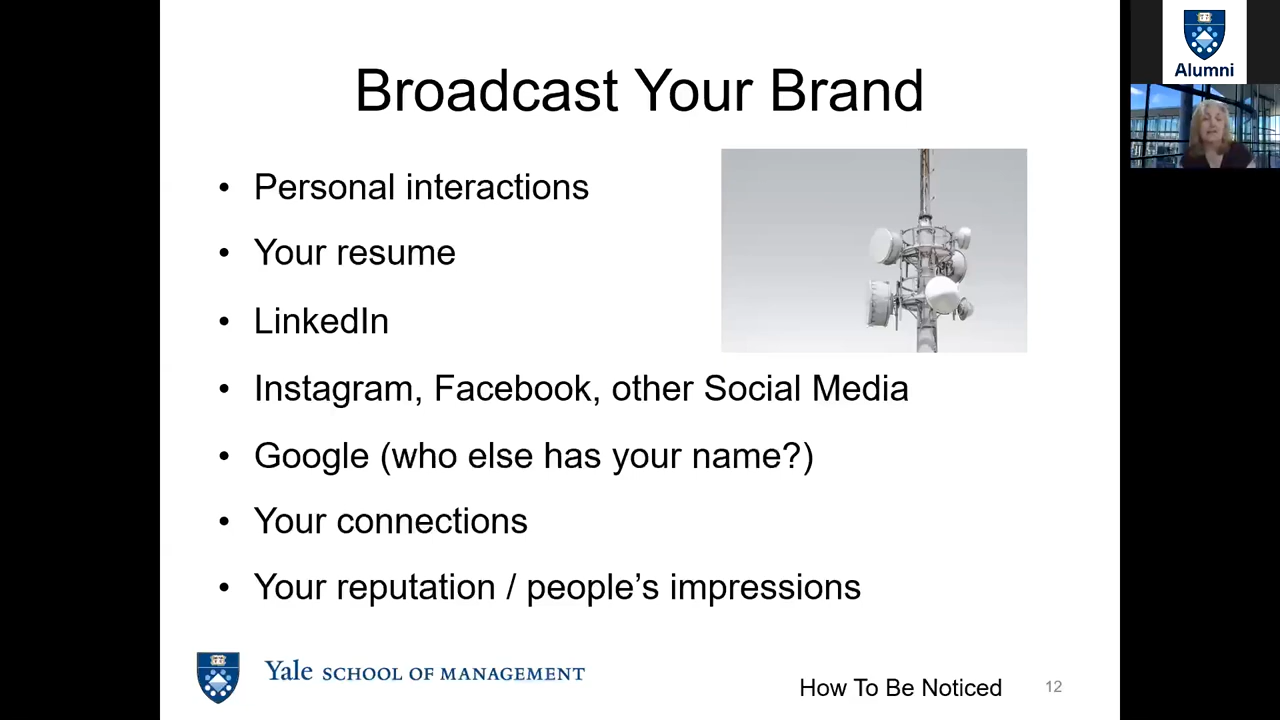 Broadcast Your Brand
• Personal interactions
• Your resume
• LinkedIn
• Instagram, Facebook, other Social Media
• Google (who else has your name?)
• Your connections
• Your reputation / people’s impressions
Yale SCHOOL OF MANAGEMENT
How To Be Noticed
12
Alumni